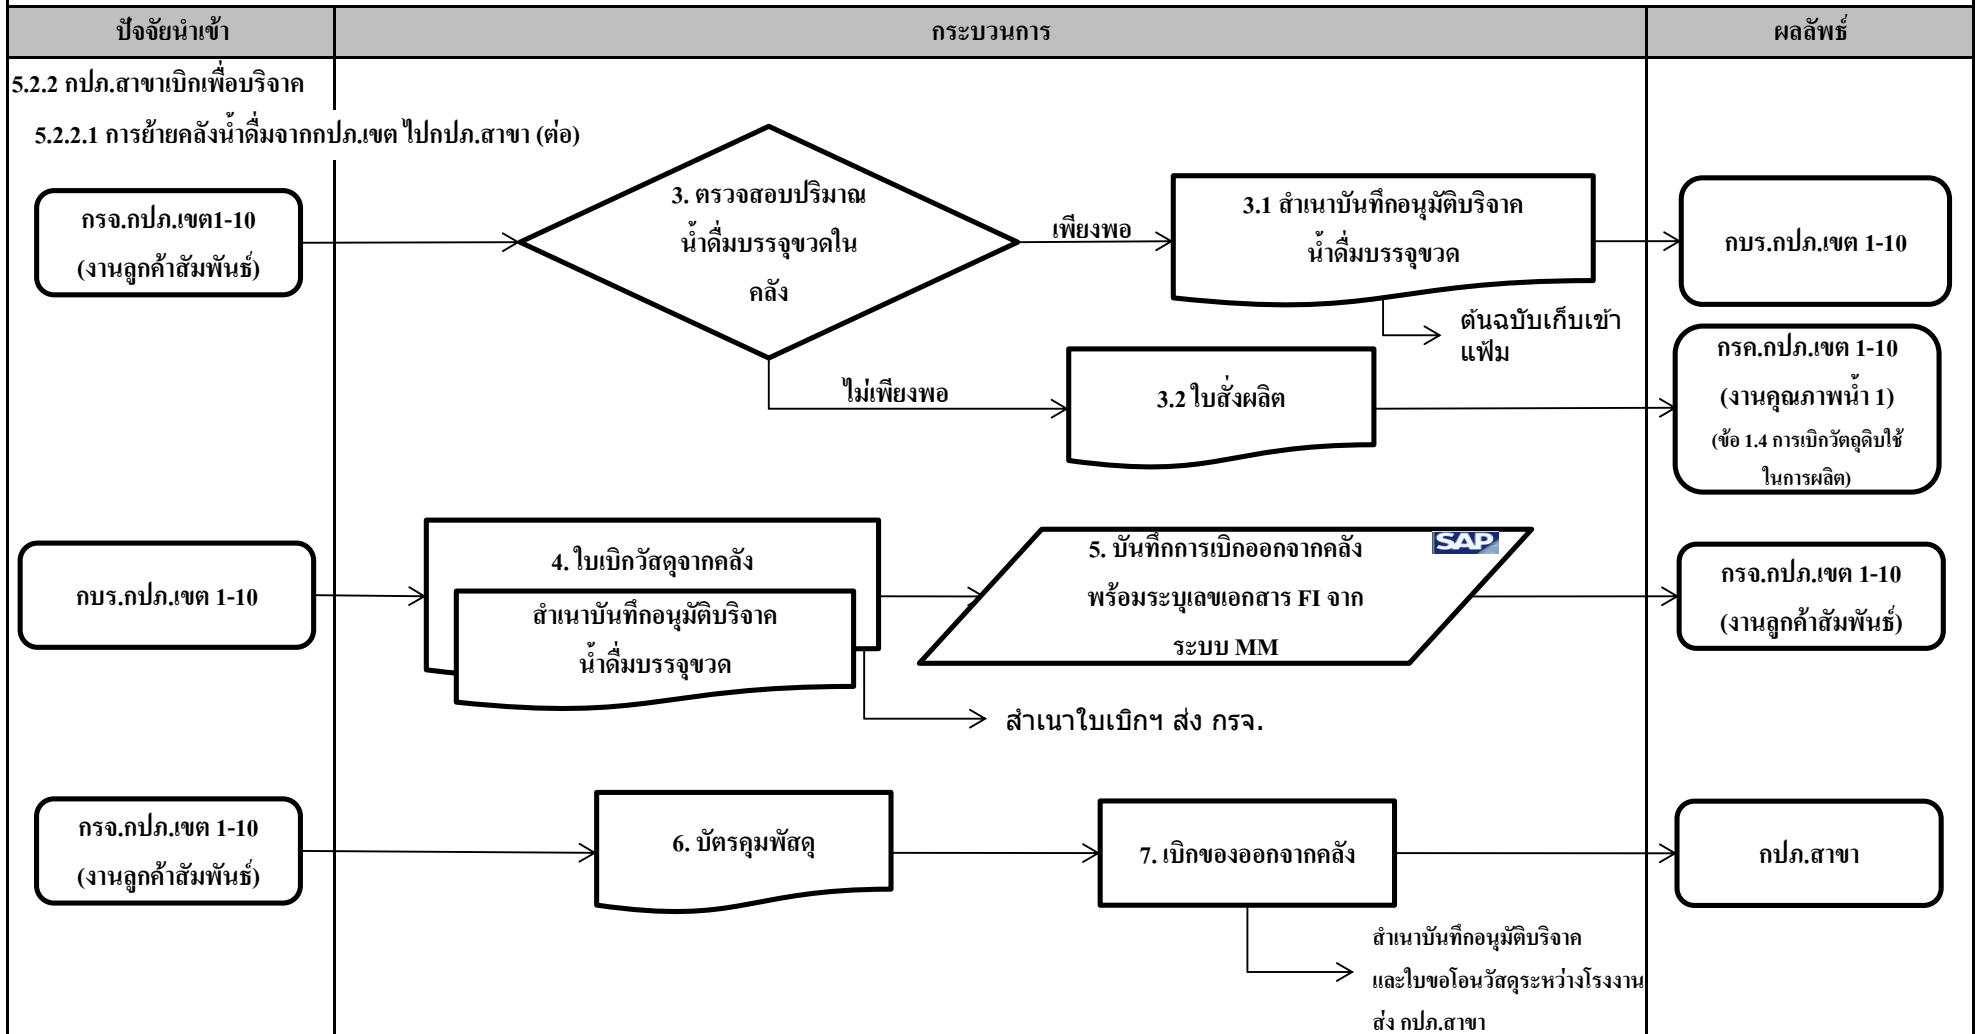 ปัจจัยนำเข้า
กระบวนการ
ผลลัพธ์
5.2.2 กปภ.สาขาเบิกเพื่อบริจาค
5.2.2.1 การย้ายคลังน้ำดื่มจากกปภ.เขต ไปกปภ.สาขา (ต่อ)
กรจ.กปภ.เขต1-10
(งานลูกค้าสัมพันธ์)
3. ตรวจสอบปริมาณ
น้ำดื่มบรรจุขวดใน
คลัง
เพียงพอ
3.1 สำเนาบันทึกอนุมัติบริจาค
น้ำดื่มบรรจุขวด
กบร.กปภ.เขต 1-10
ต้นฉบับเก็บเข้า
แฟ้ม
ไม่เพียงพอ
3.2 ใบสั่งผลิต
กรค.กปภ.เขต 1-10
(งานคุณภาพน้ำ 1)
(ข้อ 1.4 การเบิกวัตถุดิบใช้
ในการผลิต)
กบร.กปภ.เขต 1-10
4. ใบเบิกวัสดุจากคลัง
สำเนาบันทึกอนุมัติบริจาค
น้ำดื่มบรรจุขวด
5. บันทึกการเบิกออกจากคลัง
พร้อมระบุเลขเอกสาร FI จาก
ระบบ MM
SAP
กรจ.กปภ.เขต 1-10
(งานลูกค้าสัมพันธ์)
สำเนาใบเบิกฯ ส่ง กรจ.
กรจ.กปภ.เขต 1-10
(งานลูกค้าสัมพันธ์)
6. บัตรคุมพัสดุ
7. เบิกของออกจากคลัง
กปภ.สาขา
สำเนาบันทึกอนุมัติบริจาค
และใบขอโอนวัสดุระหว่างโรงงาน
ส่ง กปภ.สาขา